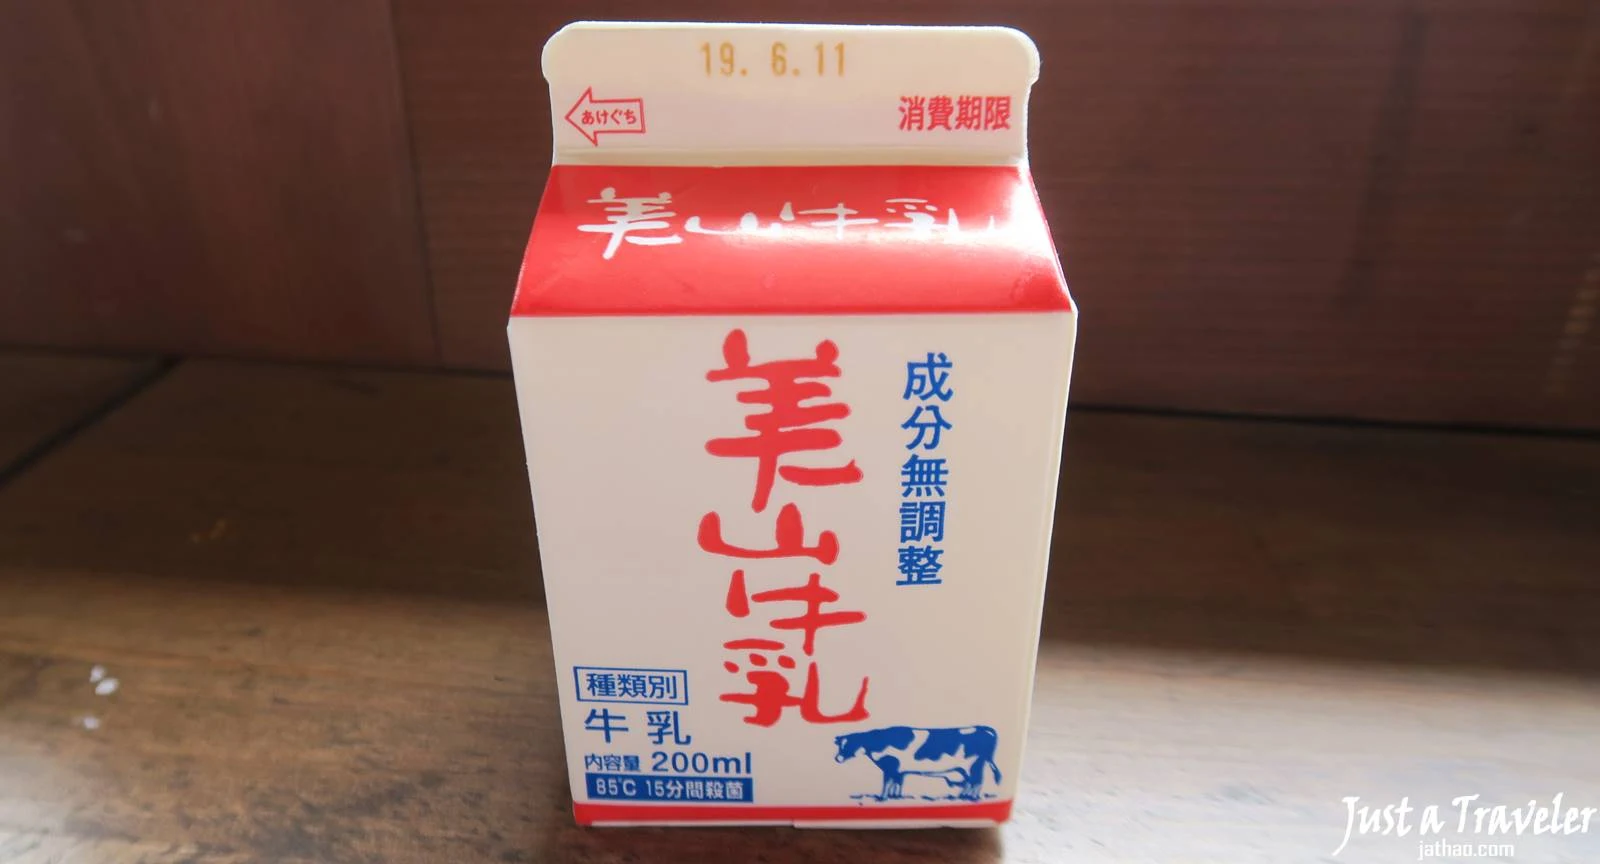 19. 6.11
あけぐち
消費期限
美山牛乳
美山牛乳
成分無調整
種類別
牛乳
内容量 200ml
85℃ 15分間殺菌
Just a Traveler
jathao.com